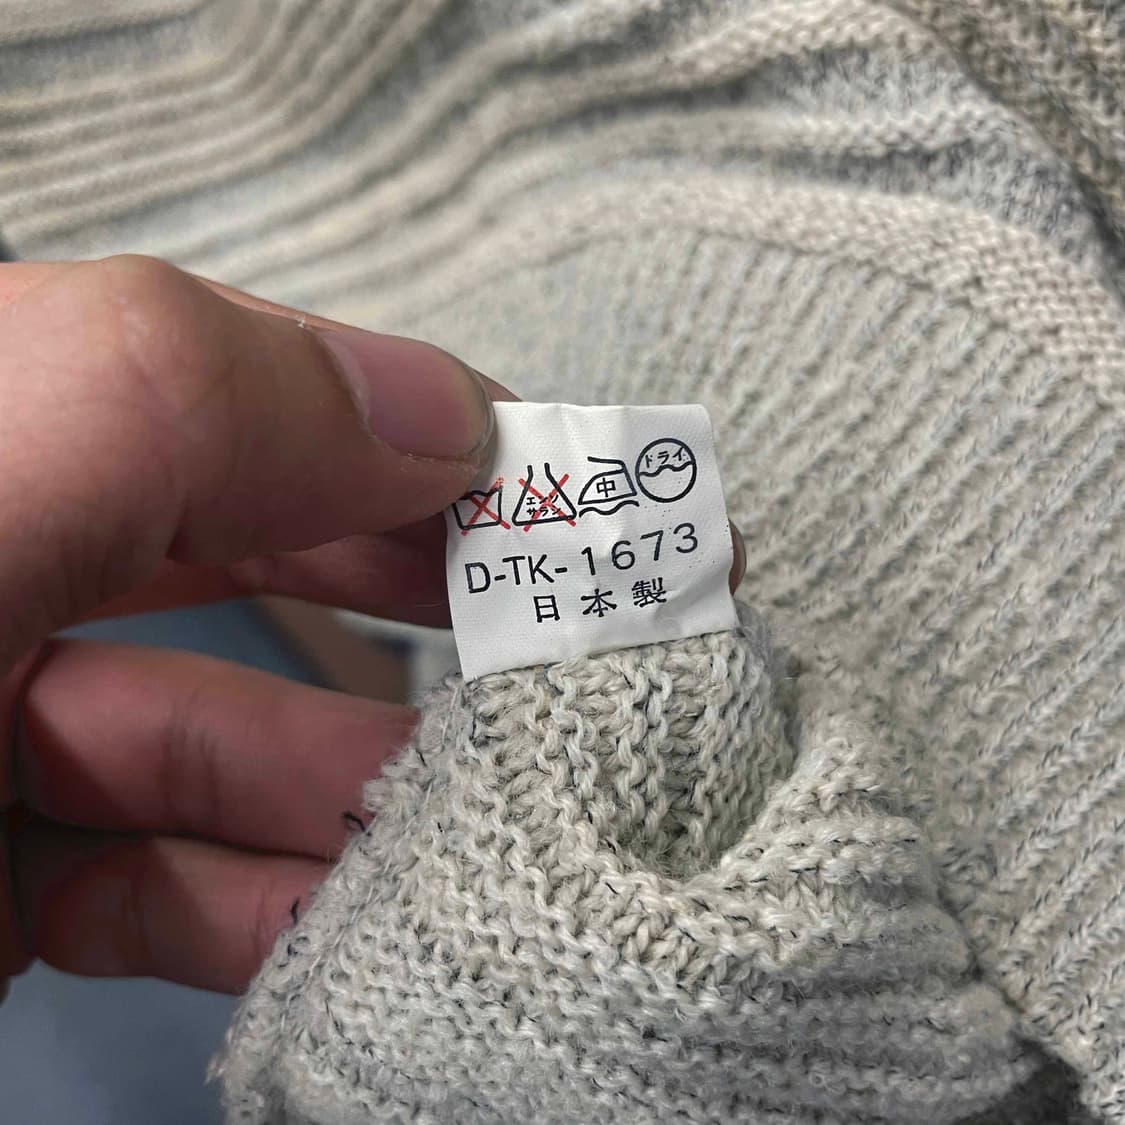 エンソ サラシ 中 ドライ
D-TK-1673
日本製